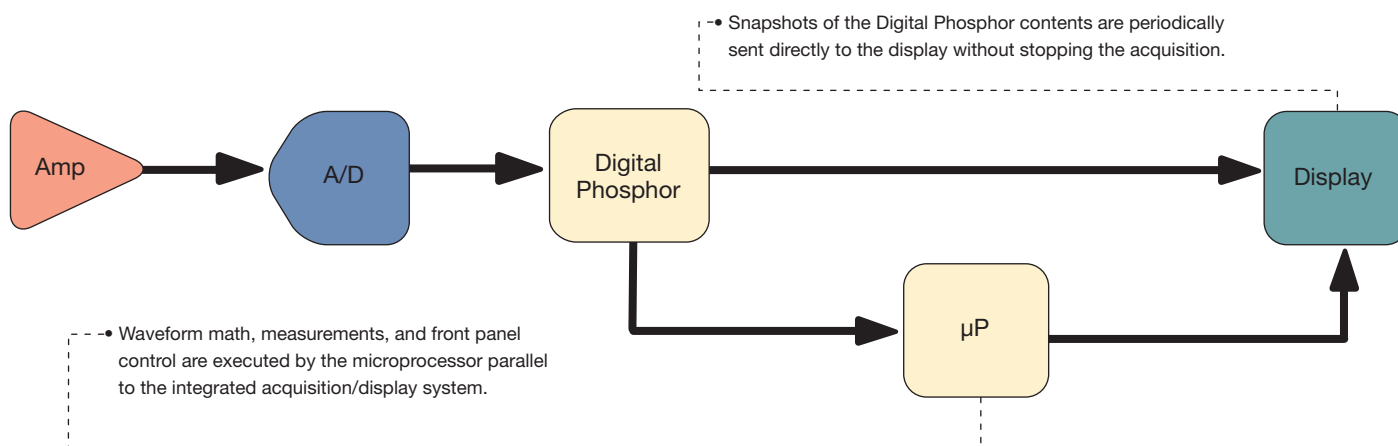 • Snapshots of the Digital Phosphor contents are periodically
sent directly to the display without stopping the acquisition.
Amp
A/D
Digital
Phosphor
Display
• Waveform math, measurements, and front panel
control are executed by the microprocessor parallel
to the integrated acquisition/display system.
µP